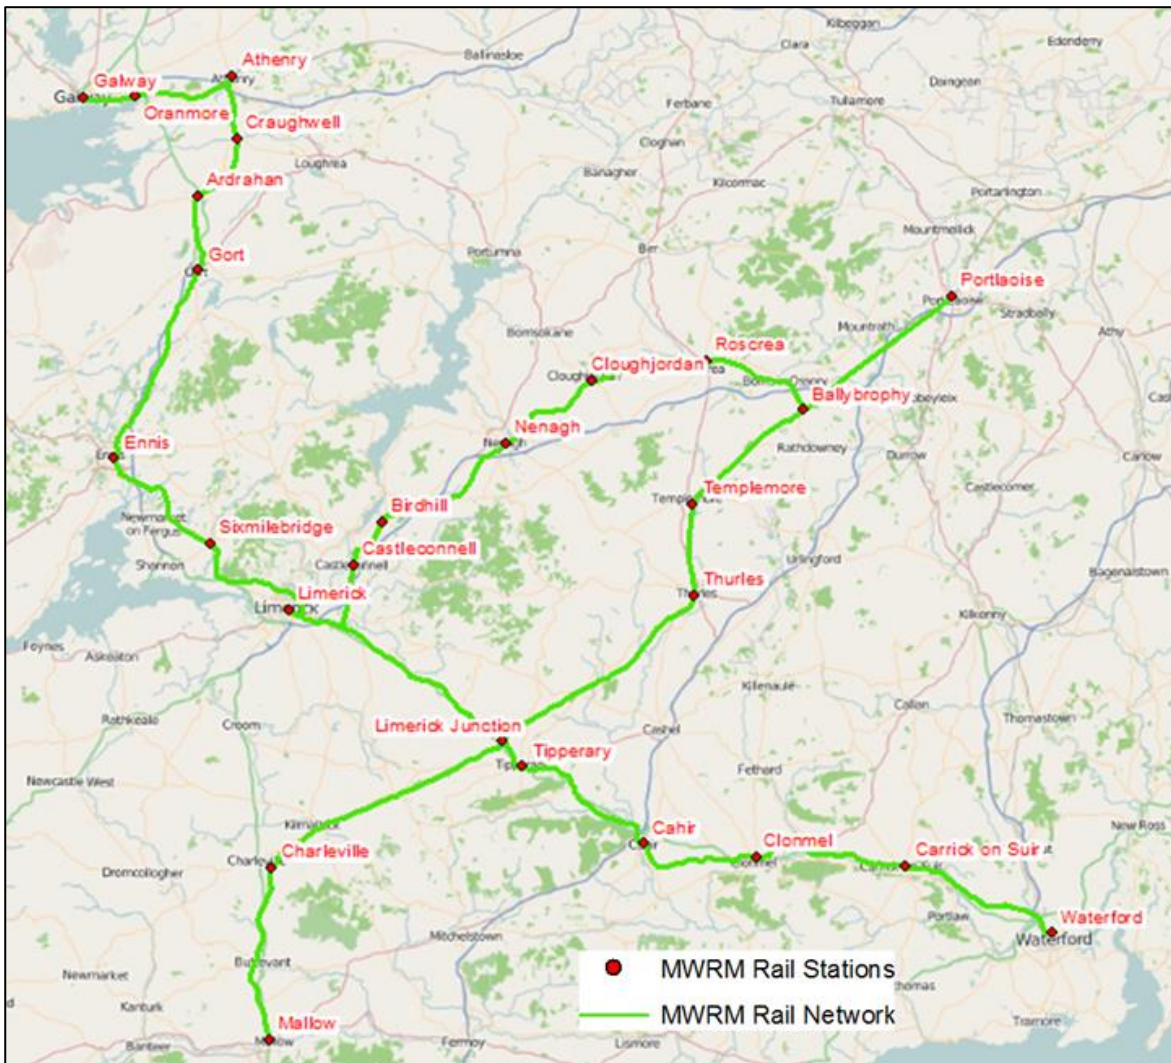 Kilbeggan
Edenderry
Clara
Ballinasloe
Athenry
Daingean
Galway
Tullamore
Ferbane
Oranmore
Craughwell
Cloghan
Loughrea
Banagher
Kilcormac
Portarlington
Ardrahan
Mountmellick
Portumna
Gort
Portlaoise
Stradbally
Mountrath
Athy
Roscrea
Cloughjordan
Ballybrophy
Nenagh
Ennis
Rathdowney
Durrow
Carlow
Castlecomer
Templemore
Birdhill
Newmarket
on Fergus
Sixmilebridge
Castleconnell
Shannon
Urlingford
Bagenalstown
Thurles
Limerick
Kilkenny
Foynes
Askeaton
Killenaule
Callan
Rathkeale
Croom
Limerick Junction
Cashel
Thomastown
Tipperary
Fethard
Newcastle West
New Ross
Cahir
Clonmel
Charleville
Carrick on Suir
Dromcollogher
Portlaw
Waterford
Waterford
Mitchelstown
Newmarket
MWRM Rail Stations
Kanturk
MWRM Rail Network
Tramore
Mallow
Banteer
Fermoy
Lismore